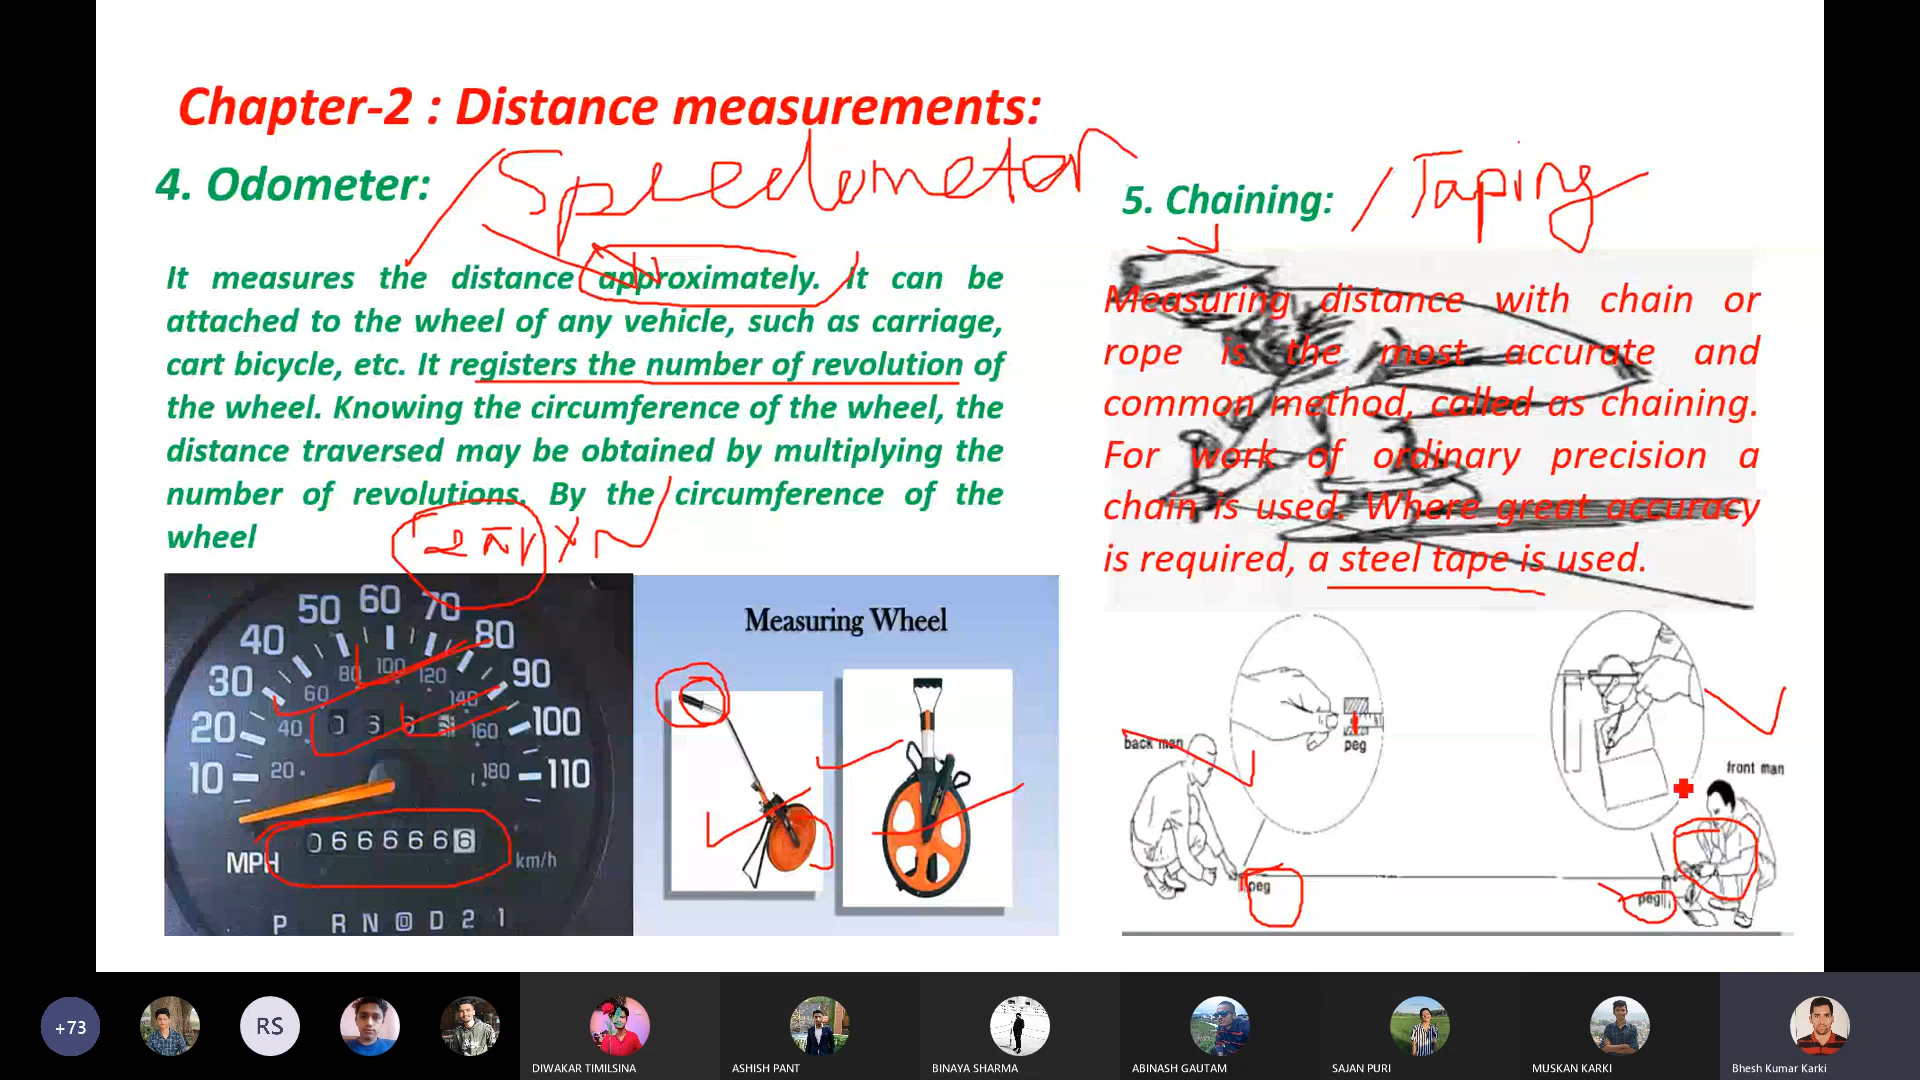 Chapter-2 : Distance measurements:
4. Odometer:
Speedometor
It measures the distance approximately. It can be
attached to the wheel of any vehicle, such as carriage,
cart bicycle, etc. It registers the number of revolution of
the wheel. Knowing the circumference of the wheel, the
distance traversed may be obtained by multiplying the
number of revolutions. By the circumference of the
wheel
2πr × N
5. Chaining:
/ Taping
Measuring distance with chain or
rope is the most accurate and
common method, called as chaining.
For work of ordinary precision a
chain is used. Where great accuracy
is required, a steel tape is used.
10 20 30 40 50 60 70 80 90 100 110
20 40 60 80 100 120 140 160 180
0666666
MPH
km/h
P R N D D 2 1
Measuring Wheel
peg
back man
front man
peg
peg
+73
RS
DIWAKAR TIMILSINA
ASHISH PANT
BINAYA SHARMA
ABINASH GAUTAM
SAJAN PURI
MUSKAN KARKI
Bhesh Kumar Karki